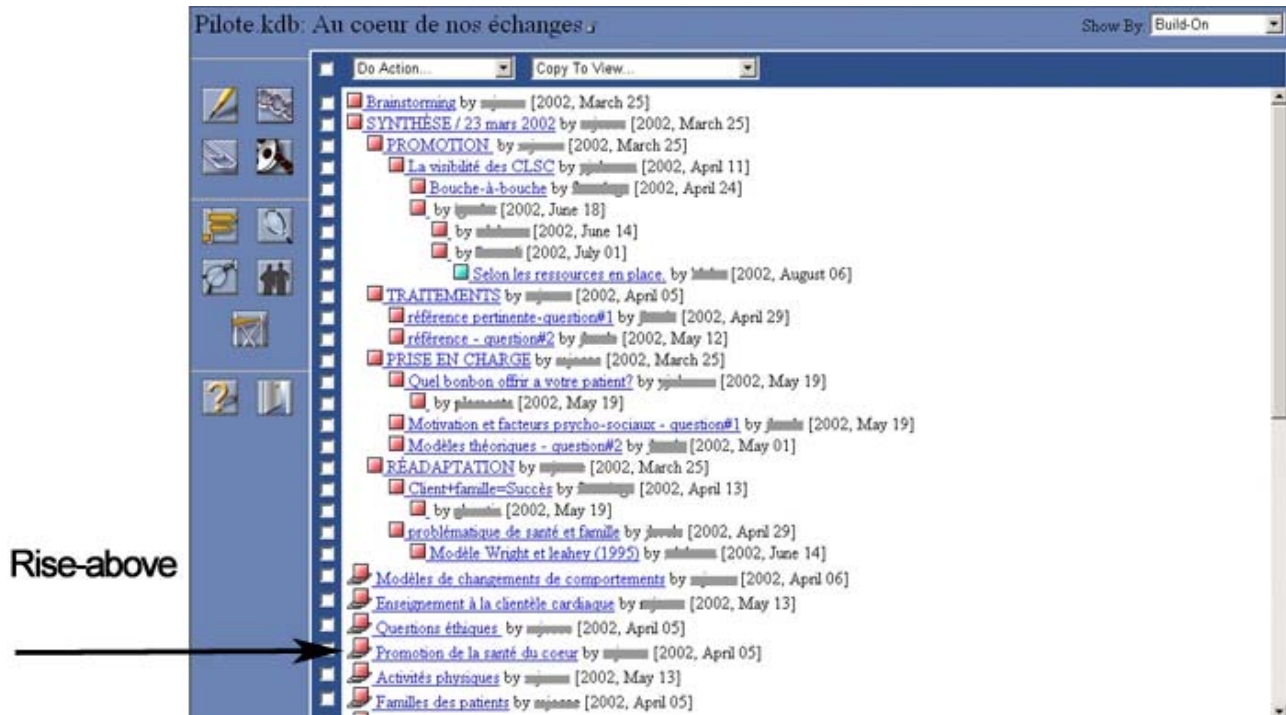 Pilote.kdb: Au coeur de nos échanges
Show By: Build-On
Do Action... Copy To View...
Brainstorming by [2002, March 25]
SYNTHÈSE / 23 mars 2002 by [2002, March 25]
PROMOTION by [2002, March 25]
La visibilité des CLSC by [2002, April 11]
Bouche-à-bouche by [2002, April 24]
by [2002, June 18]
by [2002, June 14]
by [2002, July 01]
Selon les ressources en place. by [2002, August 06]
TRAITEMENTS by [2002, April 05]
référence pertinente-question#1 by [2002, April 29]
référence - question#2 by [2002, May 12]
PRISE EN CHARGE by [2002, March 25]
Quel bonbon offrir a votre patient? by [2002, May 19]
by [2002, May 19]
Motivation et facteurs psycho-sociaux - question#1 by [2002, May 19]
Modèles théoriques - question#2 by [2002, May 01]
RÉADAPTATION by [2002, March 25]
Client+famille=Succès by [2002, April 13]
by [2002, May 19]
problématique de santé et famille by [2002, April 29]
Modèle Wright et leahey (1995) by [2002, June 14]
Rise-above
Modèles de changements de comportements by [2002, April 06]
Enseignement à la clientèle cardiaque by [2002, May 13]
Questions éthiques by [2002, April 05]
Promotion de la santé du coeur by [2002, April 05]
Activités physiques by [2002, May 13]
Familles des patients by [2002, April 05]